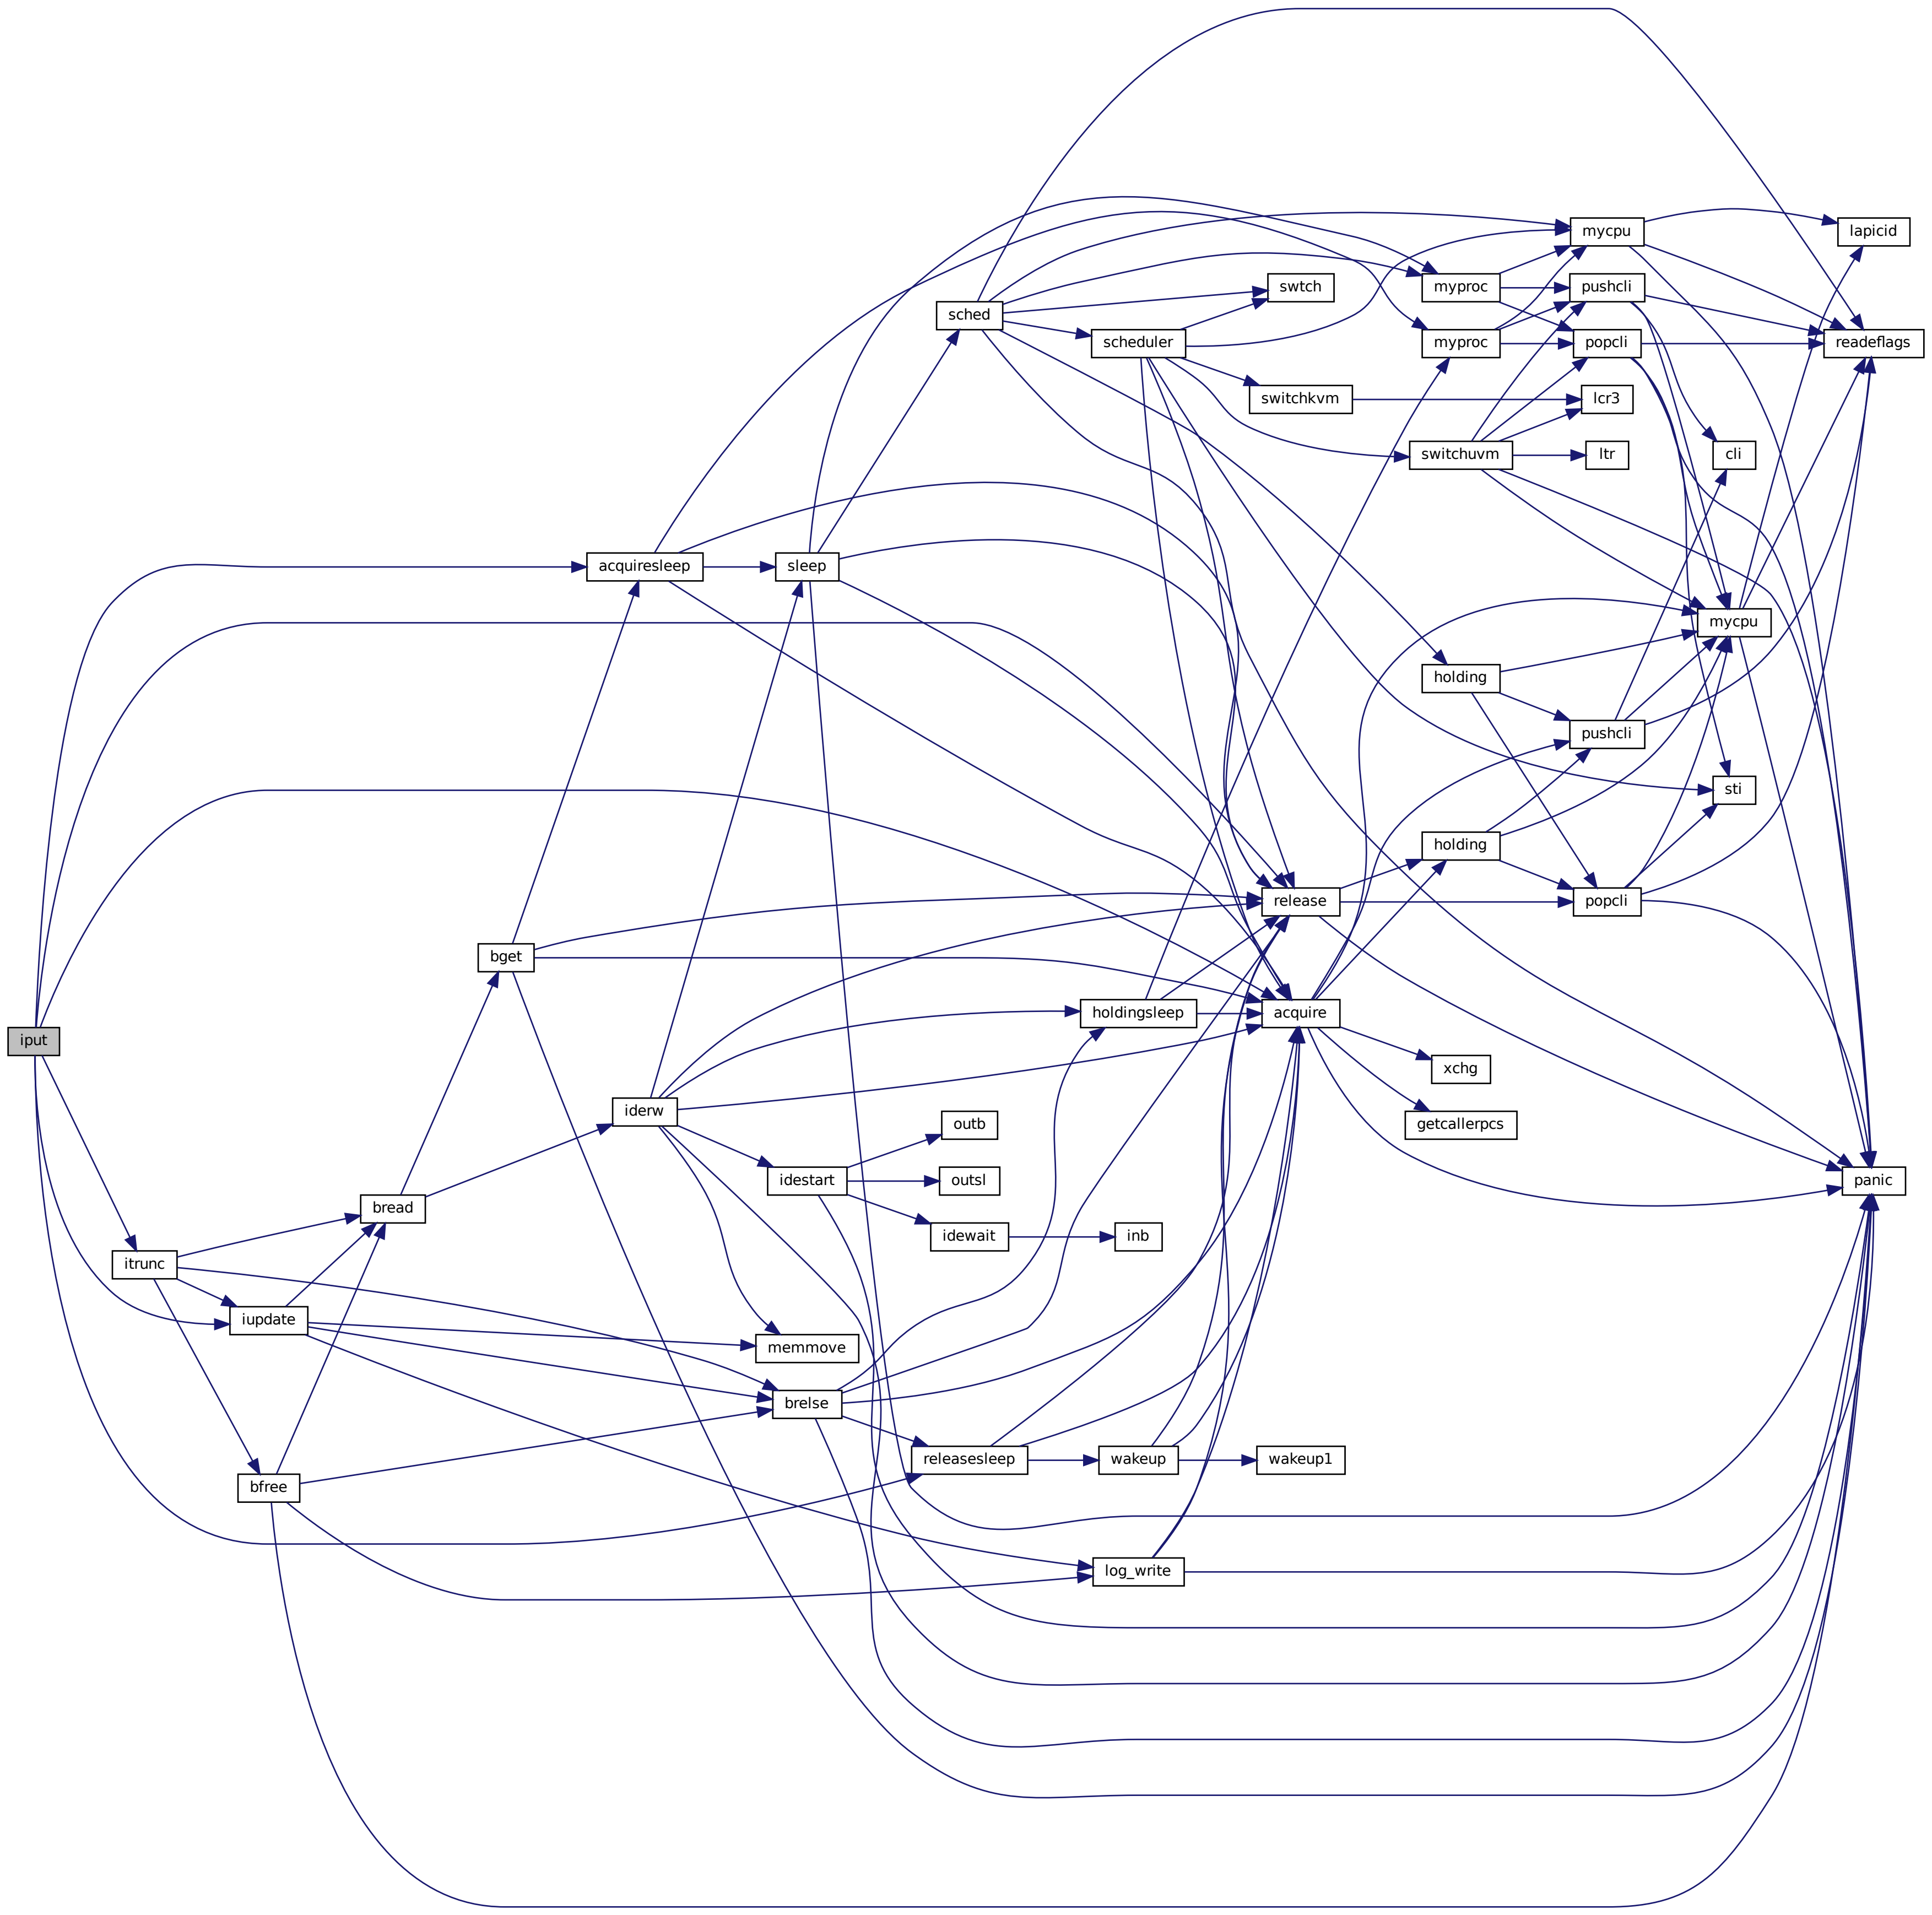 iput
itrunc
iupdate
bfree
bread
bget
acquiresleep
iderw
sleep
idestart
memmove
brelse
sched
outb
outsl
idewait
releasesleep
scheduler
holdingsleep
inb
wakeup
log_write
swtch
switchkvm
release
acquire
wakeup1
myproc
myproc
switchuvm
holding
holding
xchg
getcallerpcs
mycpu
pushcli
popcli
lcr3
ltr
pushcli
popcli
cli
mycpu
sti
lapicid
readeflags
panic